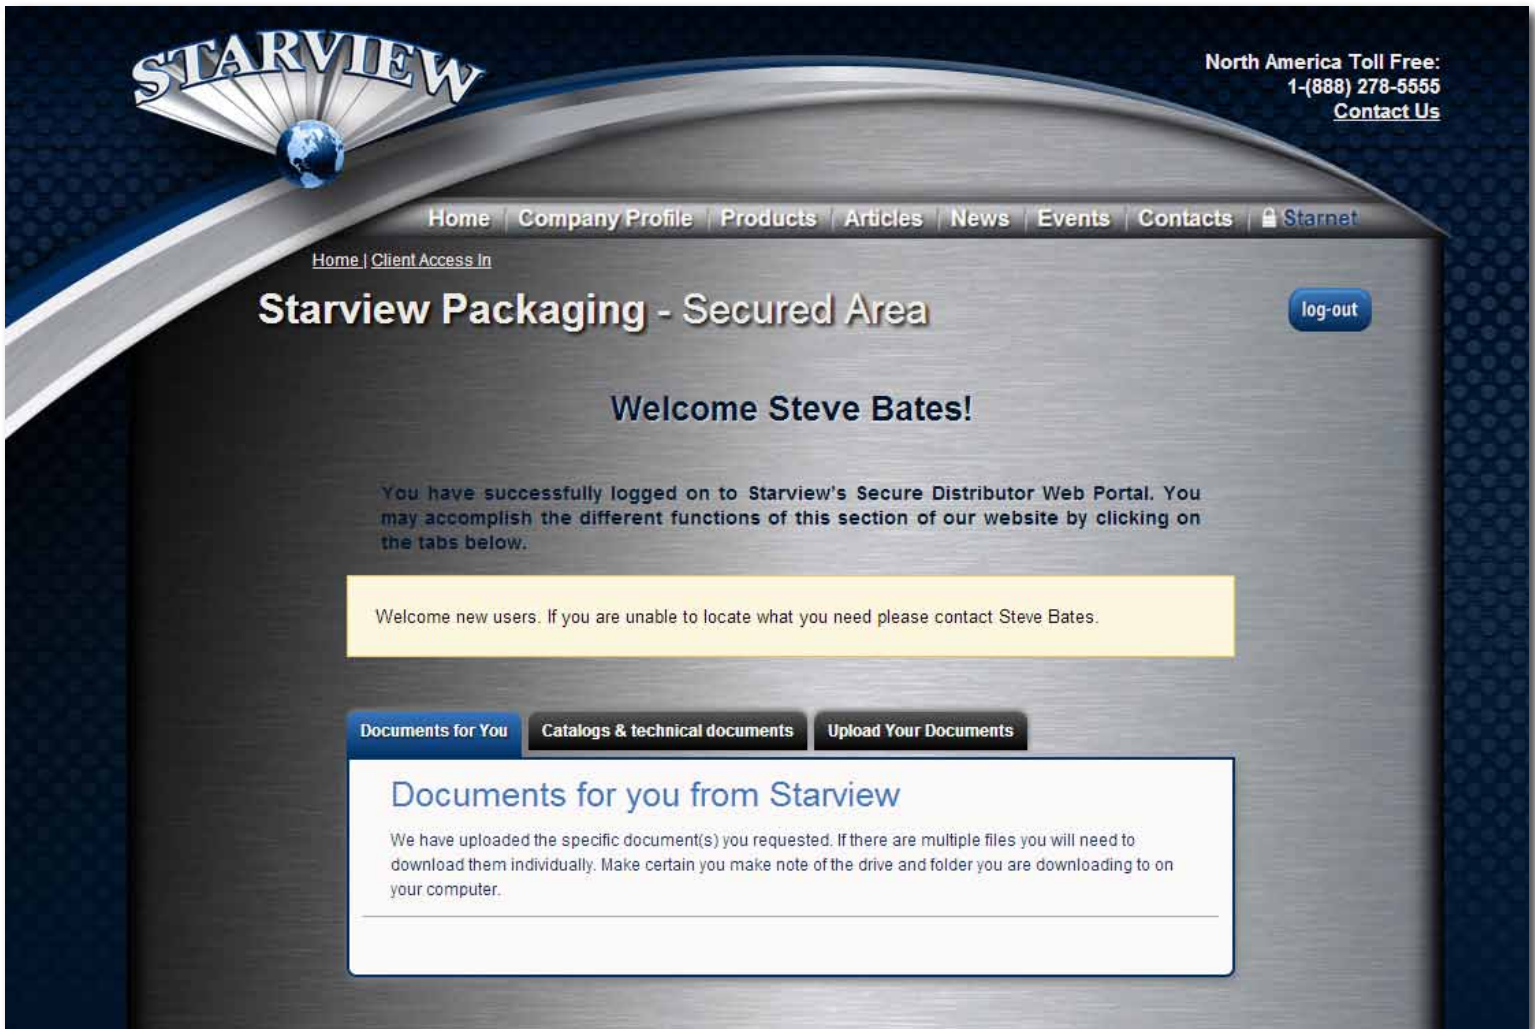 STARVIEW
North America Toll Free:
1-(888) 278-5555
Contact Us
Home | Company Profile | Products | Articles | News | Events | Contacts | Starnet
Home | Client Access In
Starview Packaging - Secured Area
log-out
Welcome Steve Bates!
You have successfully logged on to Starview's Secure Distributor Web Portal. You
may accomplish the different functions of this section of our website by clicking on
the tabs below.
Welcome new users. If you are unable to locate what you need please contact Steve Bates.
Documents for You
Catalogs & technical documents
Upload Your Documents
Documents for you from Starview
We have uploaded the specific document(s) you requested. If there are multiple files you will need to
download them individually. Make certain you make note of the drive and folder you are downloading to on
your computer.